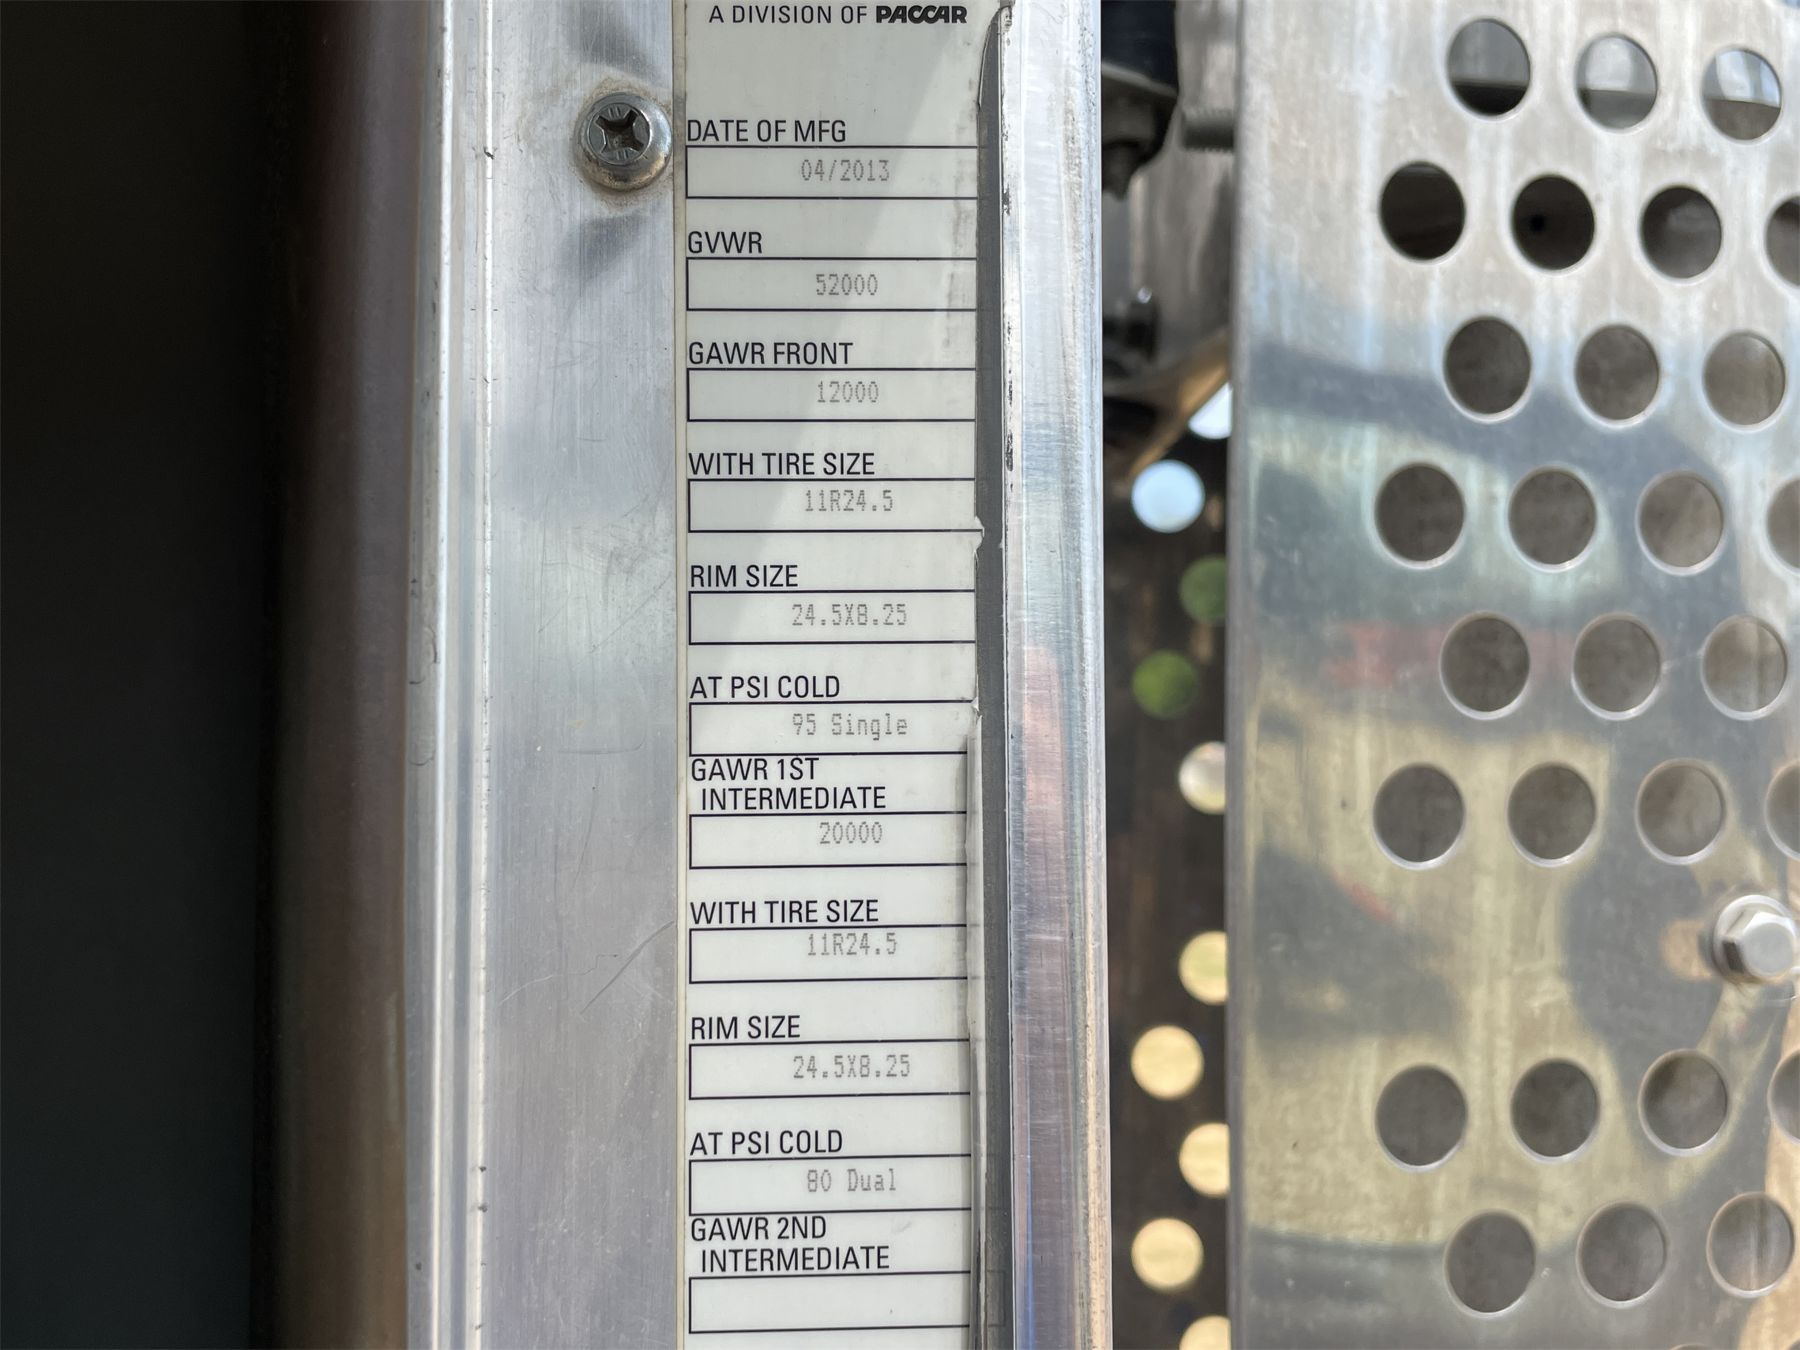 A DIVISION OF PACCAR
DATE OF MFG
04/2013
GVWR
52000
GAWR FRONT
12000
WITH TIRE SIZE
11R24.5
RIM SIZE
24.5X8.25
AT PSI COLD
95 Single
GAWR 1ST
INTERMEDIATE
20000
WITH TIRE SIZE
11R24.5
RIM SIZE
24.5X8.25
AT PSI COLD
80 Dual
GAWR 2ND
INTERMEDIATE